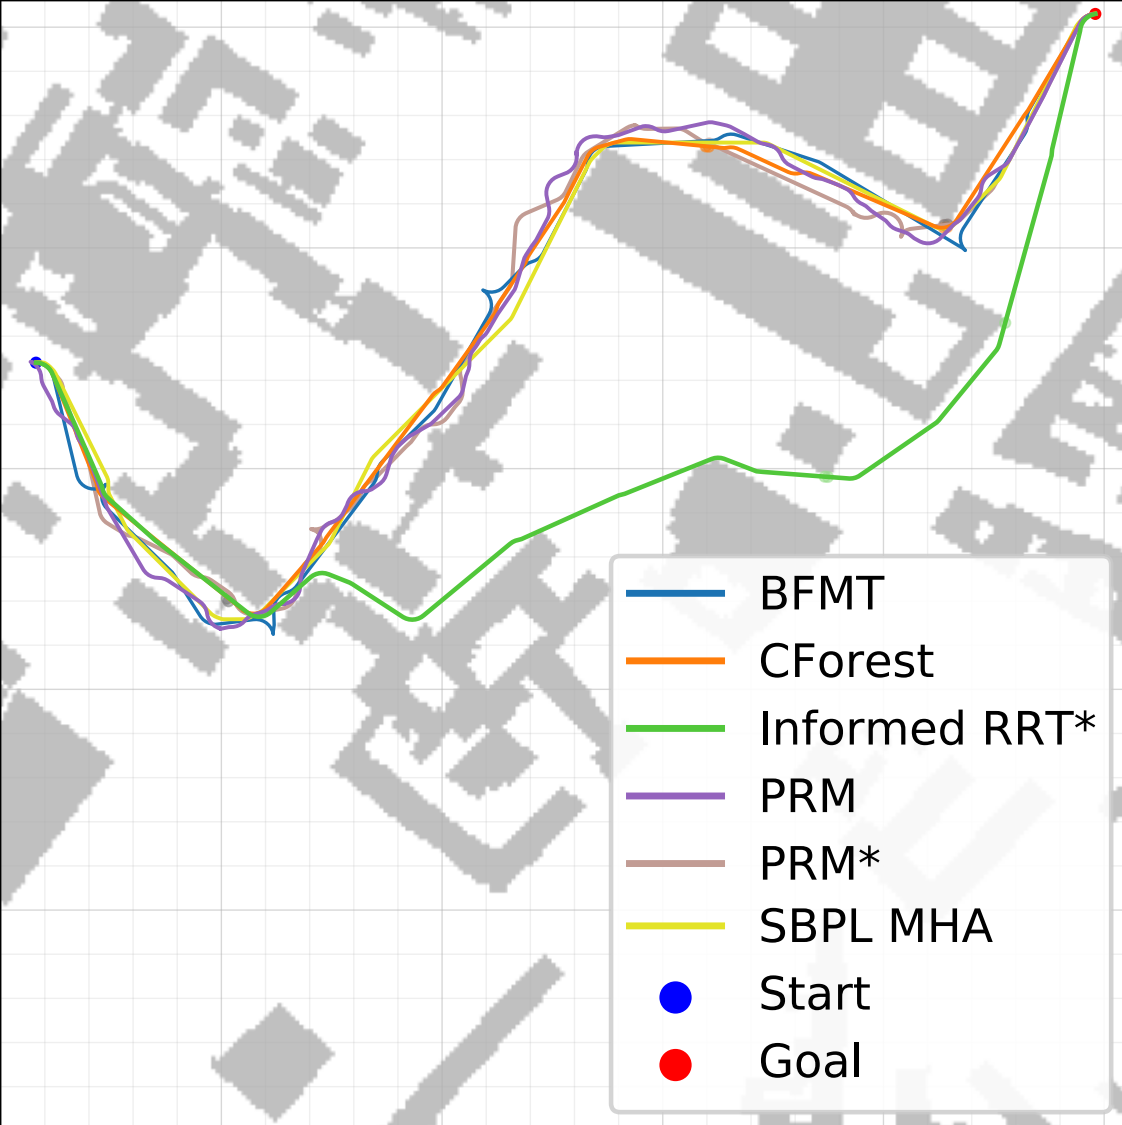 BFMT
CForest
Informed RRT*
PRM
PRM*
SBPL MHA
Start
Goal